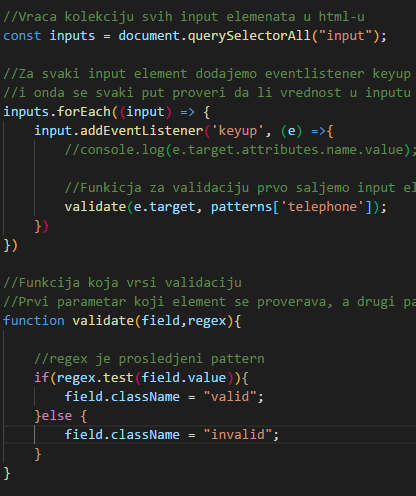 //Vraca kolekciju svih input elemenata u html-u
const inputs = document.querySelectorAll("input");
//Za svaki input element dodajemo eventlistener keyup
//i onda se svaki put proveri da li vrednost u inputu
inputs.forEach((input) => {
input.addEventListener('keyup', (e) =>{
//console.log(e.target.attributes.name.value);
//Funkicja za validaciju prvo saljemo input el
validate(e.target, patterns['telephone']);
})
})
//Funkcija koja vrsi validaciju
//Prvi parametar koji element se proverava, a drugi pa
function validate(field,regex){
//regex je prosledjeni pattern
if(regex.test(field.value)){
field.className = "valid";
}else {
field.className = "invalid";
}
}